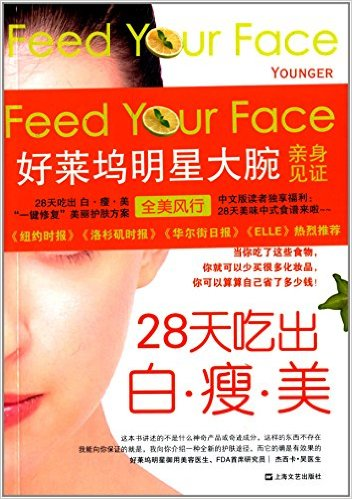 Feed Your Face
YOUNGER
Feed Your Face
好莱坞明星大腕 亲身见证
28天吃出 白·瘦·美
“一键修复”美丽护肤方案
全美风行
中文版读者独享福利:
28天美味中式食谱来啦~~
《纽约时报》《洛杉矶时报》《华尔街日报》《ELLE》热烈推荐
当你吃了这些食物,
你就可以少买很多化妆品,
你可以算算自己省了多少钱!
28天吃出
白·瘦·美
这本书讲述的不是什么神奇产品或奇迹成分。这样的东西不存在
我能向你保证的就是,我向你介绍一种全新的护肤途径。而它的确是有效果的
好莱坞明星御用美容医生、FDA首席研究员 | 杰西卡·吴医生
上海文艺出版社